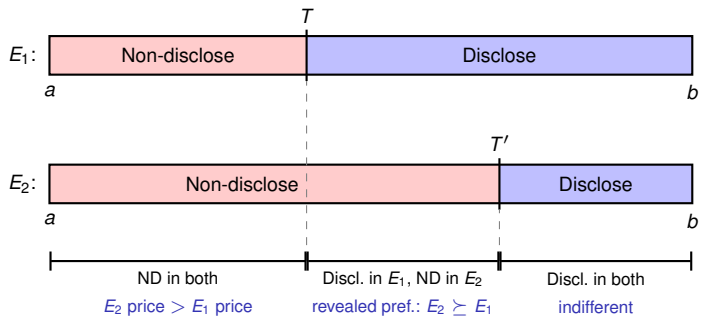 T
E₁: Non-disclose Disclose
a b
T′
E₂: Non-disclose Disclose
a b
ND in both Discl. in E₁, ND in E₂ Discl. in both
E₂ price > E₁ price revealed pref.: E₂ ⪰ E₁ indifferent